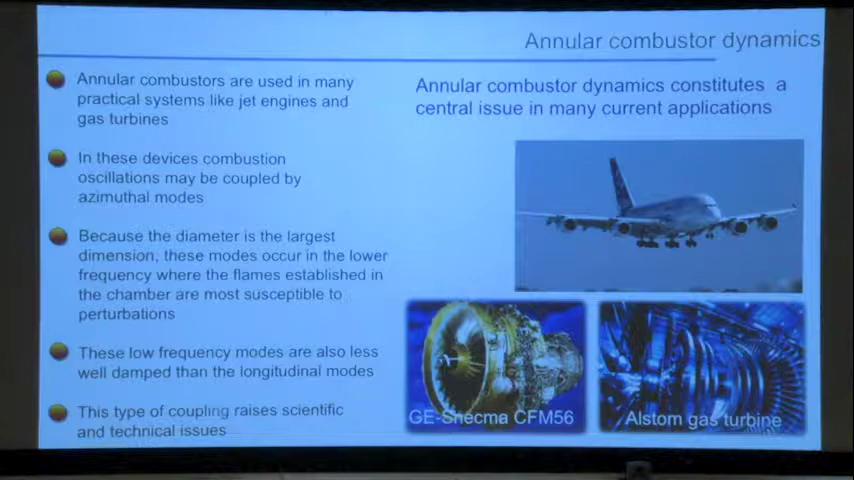 Annular combustor dynamics
Annular combustors are used in many
practical systems like jet engines and
gas turbines
In these devices combustion
oscillations may be coupled by
azimuthal modes
Because the diameter is the largest
dimension, these modes occur in the lower
frequency where the flames established in
the chamber are most susceptible to
perturbations
These low frequency modes are also less
well damped than the longitudinal modes
This type of coupling raises scientific
and technical issues
Annular combustor dynamics constitutes a
central issue in many current applications
GE-Snecma CFM56
Alstom gas turbine